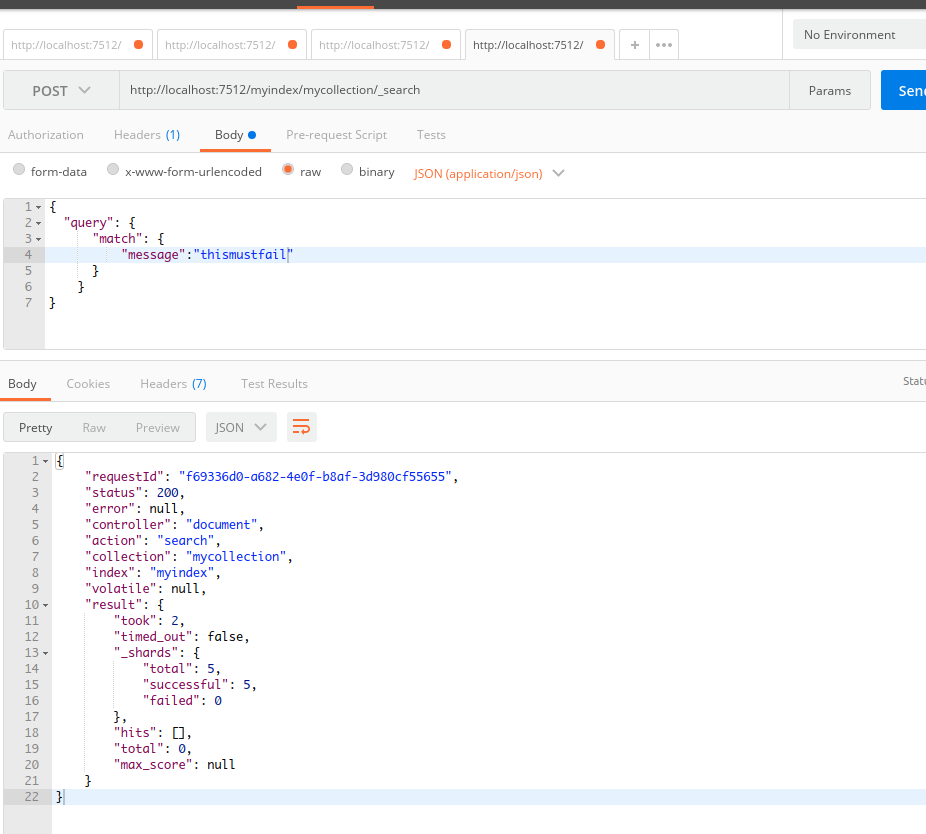 http://localhost:7512/ http://localhost:7512/ http://localhost:7512/ http://localhost:7512/ + ••• No Environment
POST http://localhost:7512/myindex/mycollection/_search Params Send
Authorization Headers (1) Body Pre-request Script Tests
form-data x-www-form-urlencoded raw binary JSON (application/json)
1 {
2 "query": {
3 "match": {
4 "message":"thismustfail"
5 }
6 }
7 }
Body Cookies Headers (7) Test Results Statu
Pretty Raw Preview JSON
1 {
2 "requestId": "f69336d0-a682-4e0f-b8af-3d980cf55655",
3 "status": 200,
4 "error": null,
5 "controller": "document",
6 "action": "search",
7 "collection": "mycollection",
8 "index": "myindex",
9 "volatile": null,
10 "result": {
11 "took": 2,
12 "timed_out": false,
13 "_shards": {
14 "total": 5,
15 "successful": 5,
16 "failed": 0
17 },
18 "hits": [],
19 "total": 0,
20 "max_score": null
21 }
22 }